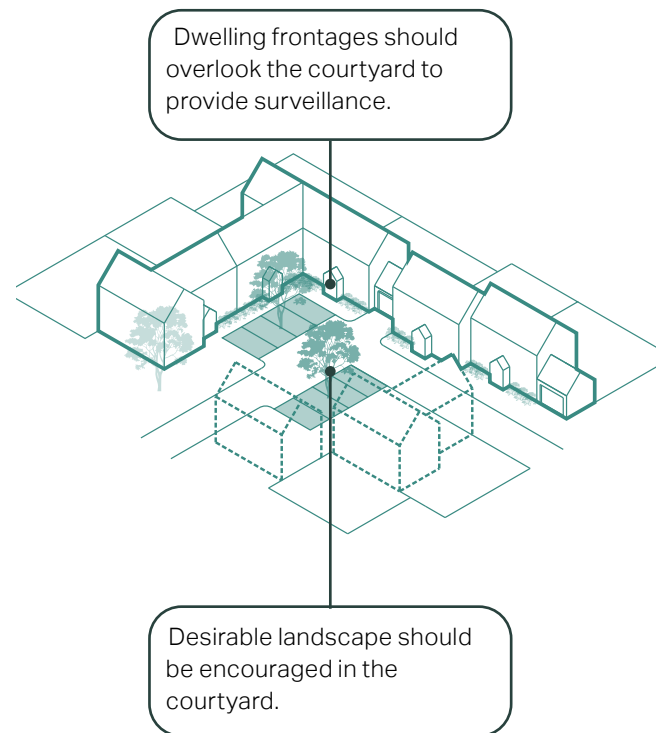 Dwelling frontages should
overlook the courtyard to
provide surveillance.
Desirable landscape should
be encouraged in the
courtyard.